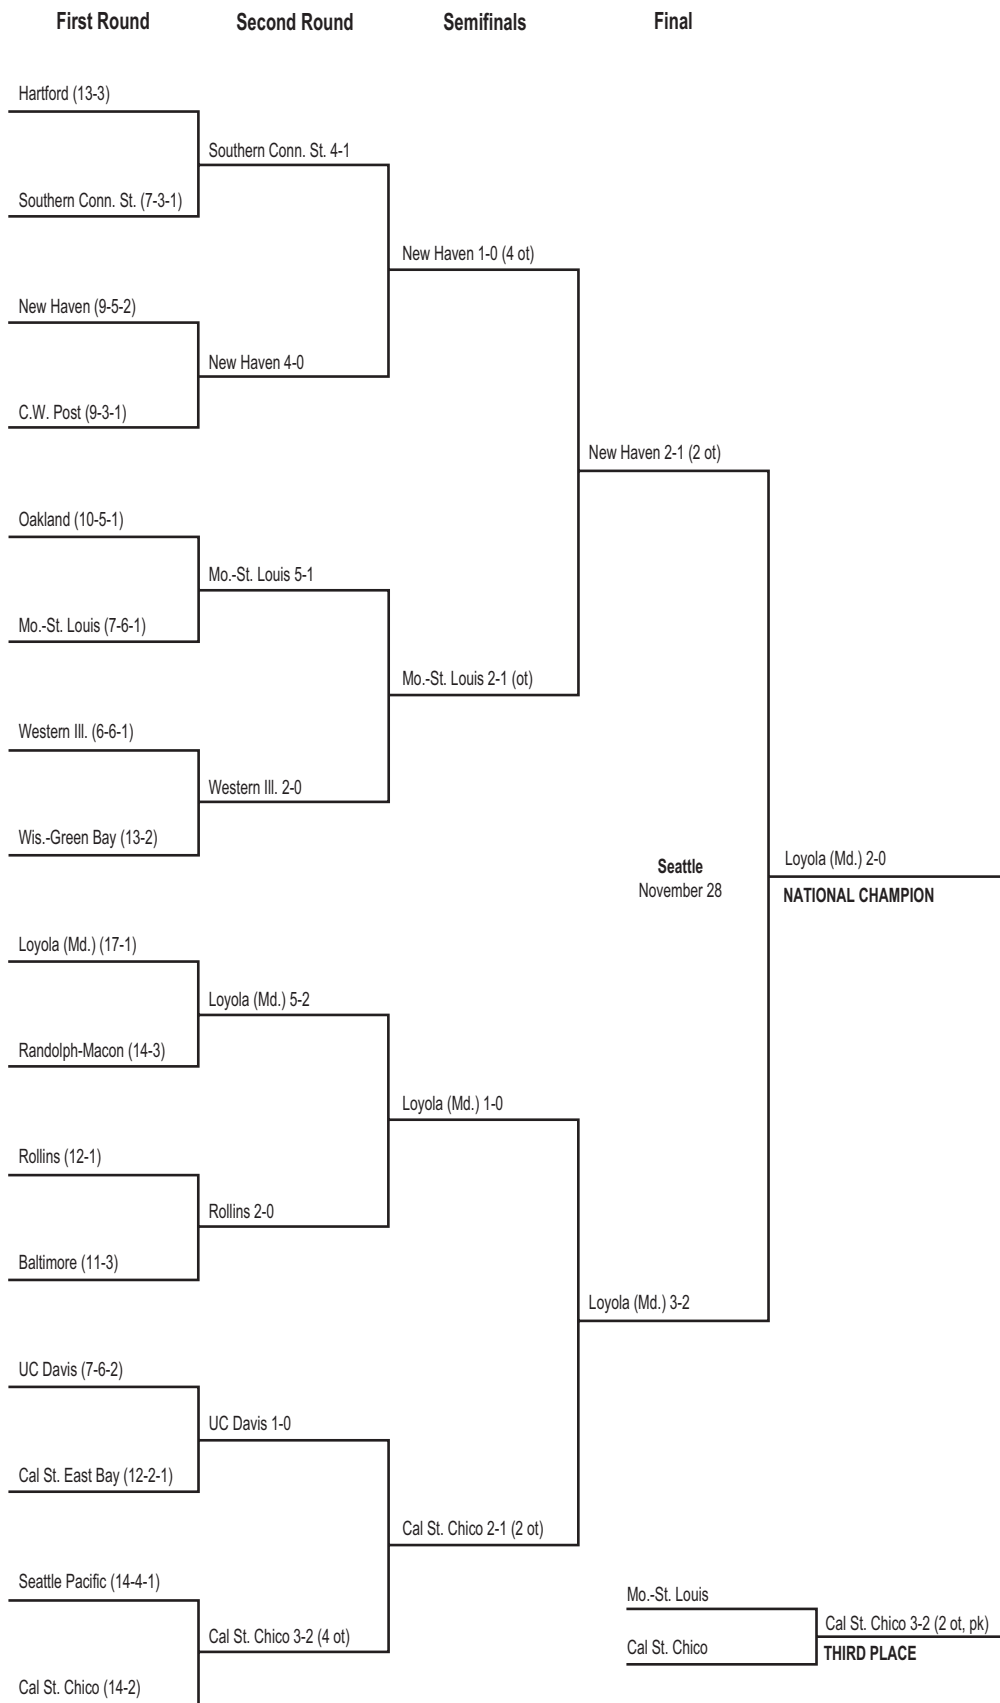 First Round
Second Round
Semifinals
Final
Hartford (13-3)
Southern Conn. St. 4-1
Southern Conn. St. (7-3-1)
New Haven 1-0 (4 ot)
New Haven (9-5-2)
New Haven 4-0
C.W. Post (9-3-1)
New Haven 2-1 (2 ot)
Oakland (10-5-1)
Mo.-St. Louis 5-1
Mo.-St. Louis (7-6-1)
Mo.-St. Louis 2-1 (ot)
Western Ill. (6-6-1)
Western Ill. 2-0
Wis.-Green Bay (13-2)
Seattle
November 28
Loyola (Md.) 2-0
NATIONAL CHAMPION
Loyola (Md.) (17-1)
Loyola (Md.) 5-2
Randolph-Macon (14-3)
Loyola (Md.) 1-0
Rollins (12-1)
Rollins 2-0
Baltimore (11-3)
Loyola (Md.) 3-2
UC Davis (7-6-2)
UC Davis 1-0
Cal St. East Bay (12-2-1)
Cal St. Chico 2-1 (2 ot)
Seattle Pacific (14-4-1)
Cal St. Chico 3-2 (4 ot)
Cal St. Chico (14-2)
Mo.-St. Louis
Cal St. Chico
Cal St. Chico 3-2 (2 ot, pk)
THIRD PLACE